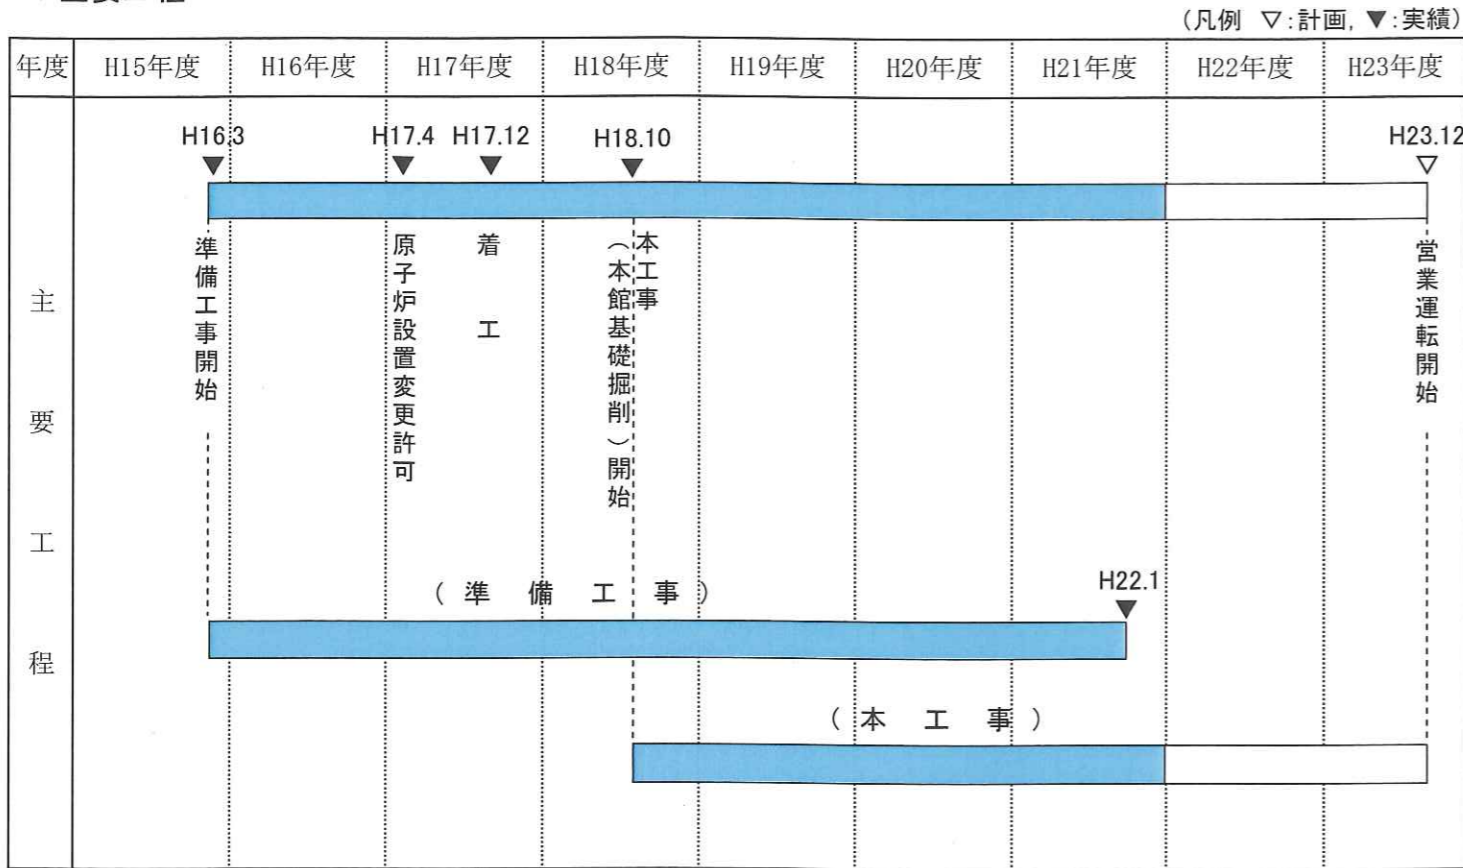 (凡例 ▽:計画, ▼:実績)
年度 H15年度 H16年度 H17年度 H18年度 H19年度 H20年度 H21年度 H22年度 H23年度
主要工程
H16.3 H17.4 H17.12 H18.10 H23.12
▼ ▼ ▼ ▼ ▽
準備工事開始
原子炉設置変更許可
着工
本工事
(本館基礎掘削)開始
営業運転開始
H22.1
▼
(準備工事)
(本工事)